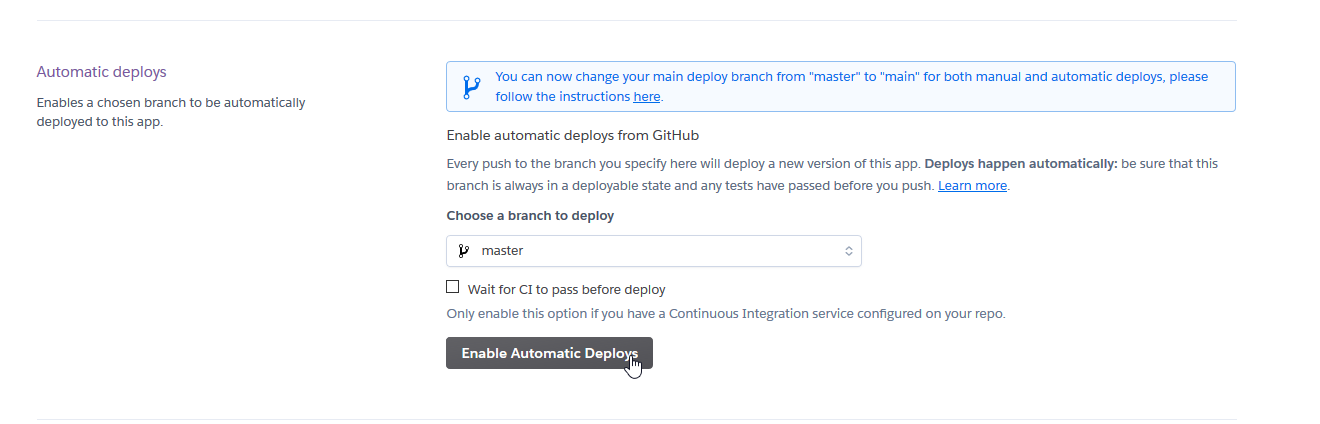 Automatic deploys
Enables a chosen branch to be automatically
deployed to this app.
You can now change your main deploy branch from "master" to "main" for both manual and automatic deploys, please
follow the instructions here.
Enable automatic deploys from GitHub
Every push to the branch you specify here will deploy a new version of this app. Deploys happen automatically: be sure that this
branch is always in a deployable state and any tests have passed before you push. Learn more.
Choose a branch to deploy
master
Wait for CI to pass before deploy
Only enable this option if you have a Continuous Integration service configured on your repo.
Enable Automatic Deploys